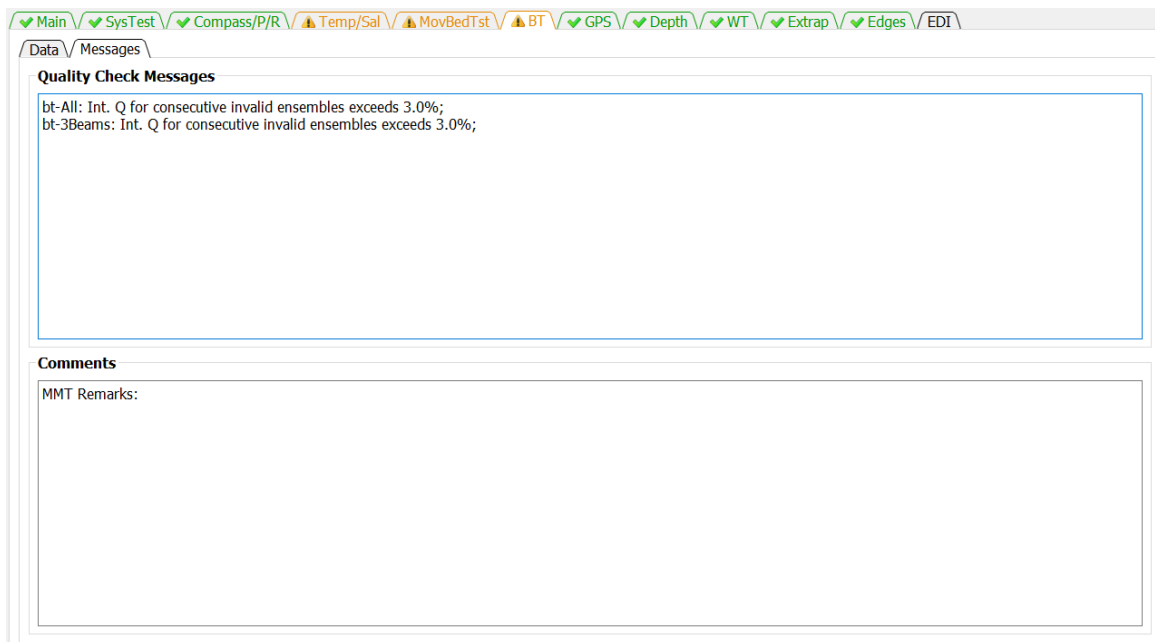 Main SysTest Compass/P/R Temp/Sal MovBedTst BT GPS Depth WT Extrap Edges EDI
Data Messages
Quality Check Messages
bt-All: Int. Q for consecutive invalid ensembles exceeds 3.0%;
bt-3Beams: Int. Q for consecutive invalid ensembles exceeds 3.0%;
Comments
MMT Remarks: